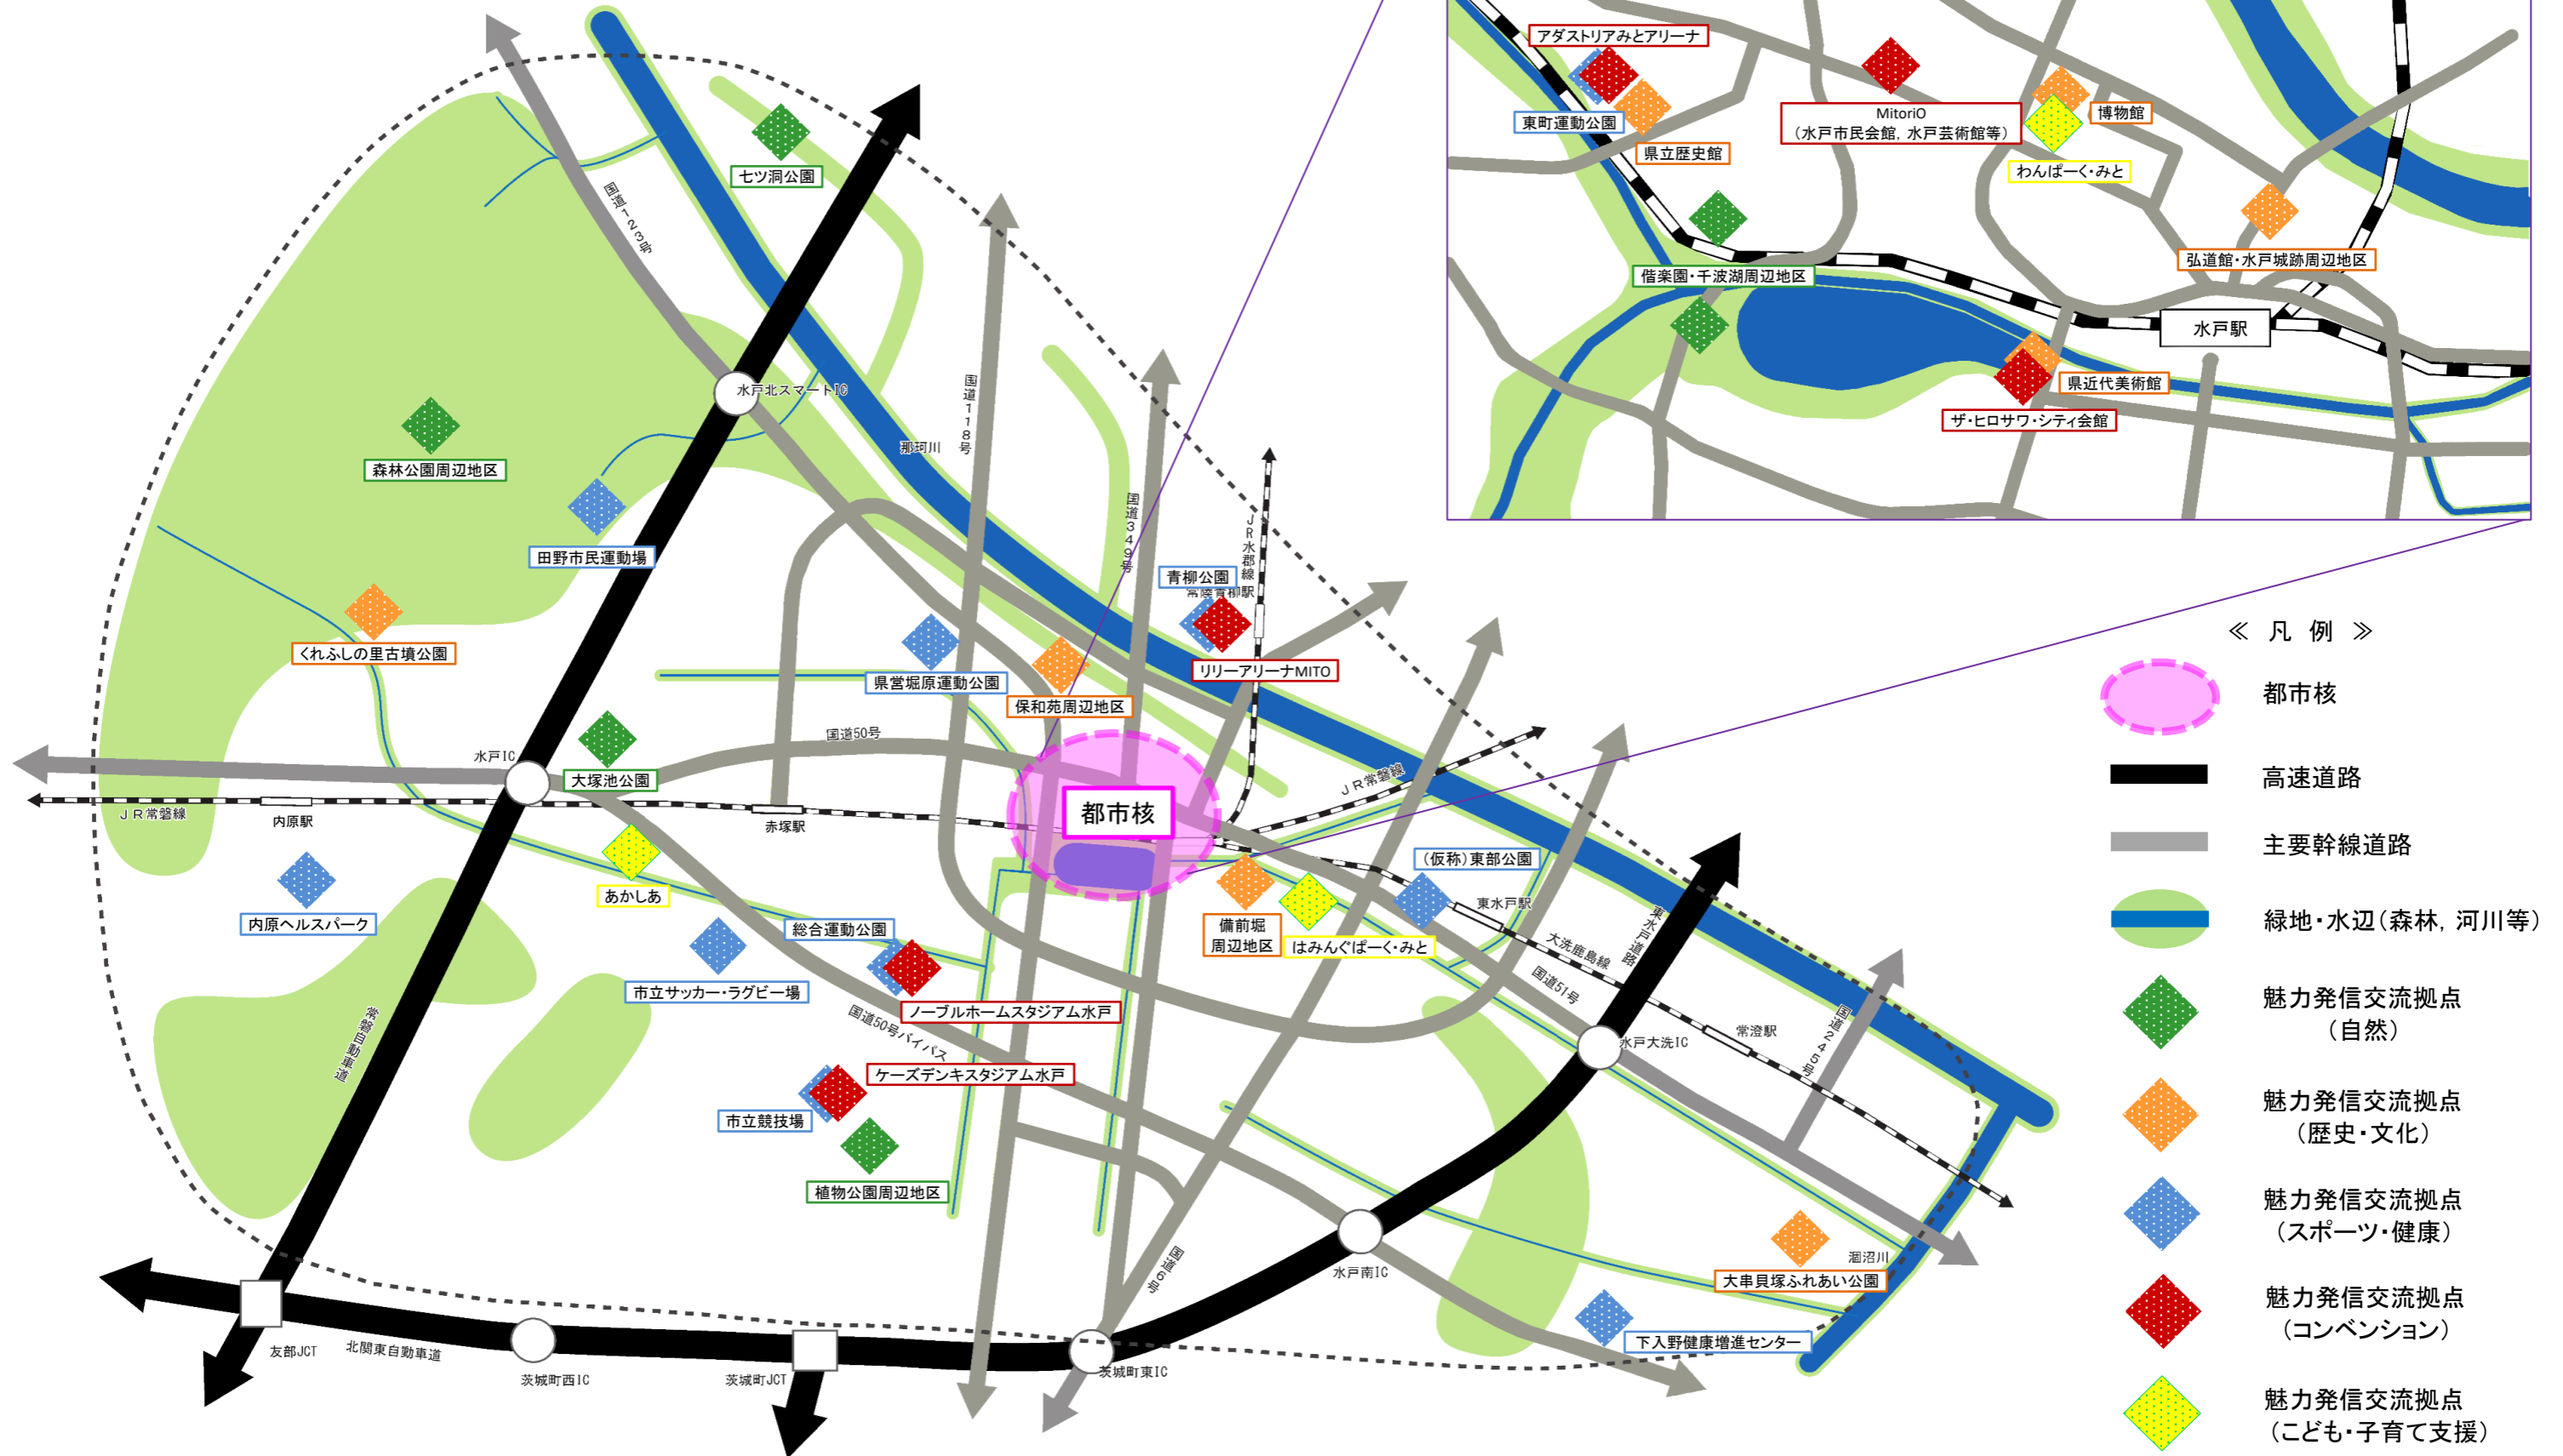 アダストリアみとアリーナ
東町運動公園
県立歴史館
MitoriO
(水戸市民会館, 水戸芸術館等)
博物館
わんぱーく・みと
弘道館・水戸城跡周辺地区
偕楽園・千波湖周辺地区
水戸駅
県近代美術館
ザ・ヒロサワ・シティ会館
七ツ洞公園
国道123号
水戸北スマートIC
国道118号
那珂川
森林公園周辺地区
国道349号
JR水郡線
田野市民運動場
青柳公園
常陸青柳駅
くれふしの里古墳公園
県営堀原運動公園
保和苑周辺地区
リリーアリーナMITO
国道50号
水戸IC
大塚池公園
JR常磐線
都市核
JR常磐線
内原駅
赤塚駅
(仮称)東部公園
あかしあ
内原ヘルスパーク
総合運動公園
備前堀
周辺地区
はみんぐぱーく・みと
東水戸駅
東水戸道路
大洗鹿島線
国道51号
市立サッカー・ラグビー場
ノーブルホームスタジアム水戸
国道50号バイパス
常磐自動車道
水戸大洗IC
常澄駅
国道245号
ケーズデンキスタジアム水戸
市立競技場
植物公園周辺地区
国道6号
水戸南IC
涸沼川
大串貝塚ふれあい公園
下入野健康増進センター
友部JCT
北関東自動車道
茨城町西IC
茨城町JCT
茨城町東IC
≪ 凡 例 ≫
都市核
高速道路
主要幹線道路
緑地・水辺(森林, 河川等)
魅力発信交流拠点
(自然)
魅力発信交流拠点
(歴史・文化)
魅力発信交流拠点
(スポーツ・健康)
魅力発信交流拠点
(コンベンション)
魅力発信交流拠点
(こども・子育て支援)